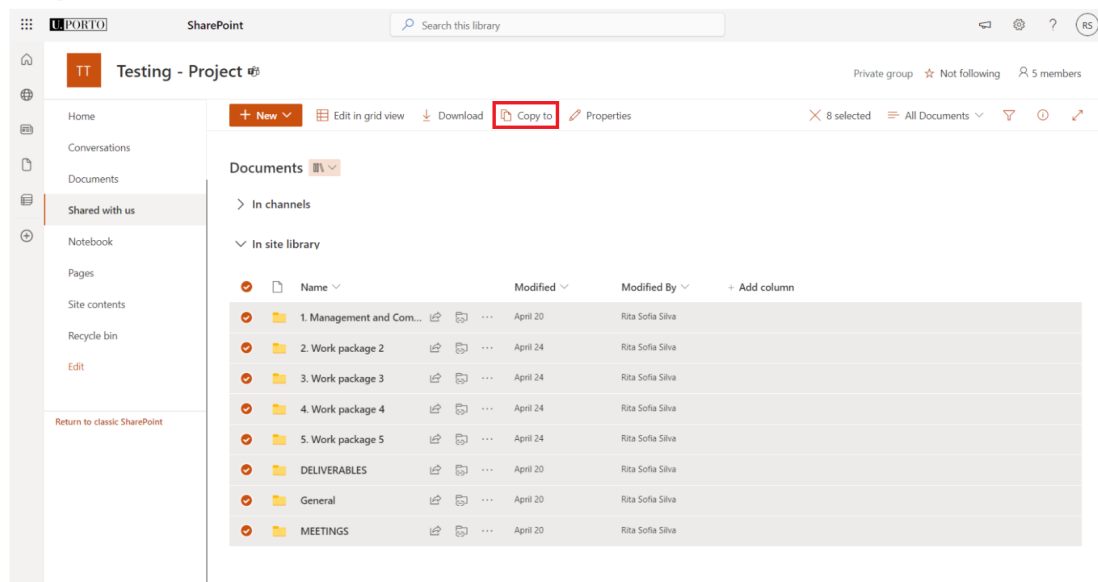 U. PORTO SharePoint Search this library ? RS
TT Testing - Project Private group Not following 5 members
+ New Edit in grid view Download Copy to Properties 8 selected All Documents
Home
Conversations
Documents
Shared with us
Notebook
Pages
Site contents
Recycle bin
Edit
Return to classic SharePoint
Documents
In channels
In site library
Name Modified Modified By + Add column
1. Management and Com... ... April 20 Rita Sofia Silva
2. Work package 2 ... April 24 Rita Sofia Silva
3. Work package 3 ... April 24 Rita Sofia Silva
4. Work package 4 ... April 24 Rita Sofia Silva
5. Work package 5 ... April 24 Rita Sofia Silva
DELIVERABLES ... April 20 Rita Sofia Silva
General ... April 20 Rita Sofia Silva
MEETINGS ... April 20 Rita Sofia Silva